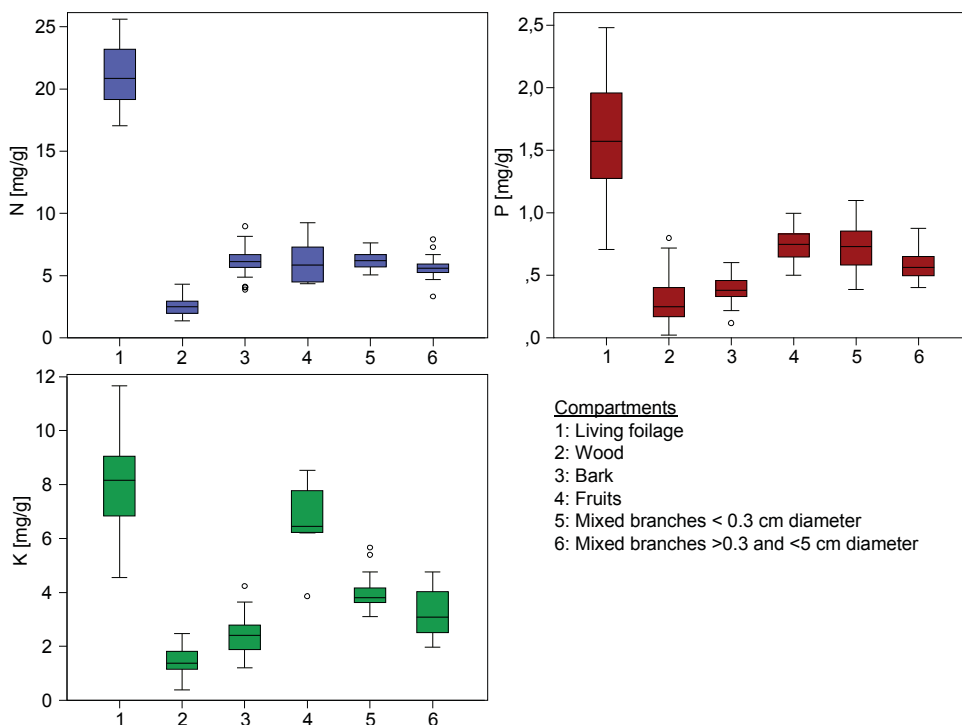 N [mg/g]
25
20
15
10
5
0
1 2 3 4 5 6
P [mg/g]
2,5
2,0
1,5
1,0
,5
,0
1 2 3 4 5 6
K [mg/g]
12
10
8
6
4
2
0
1 2 3 4 5 6
Compartments
1: Living foilage
2: Wood
3: Bark
4: Fruits
5: Mixed branches < 0.3 cm diameter
6: Mixed branches >0.3 and <5 cm diameter